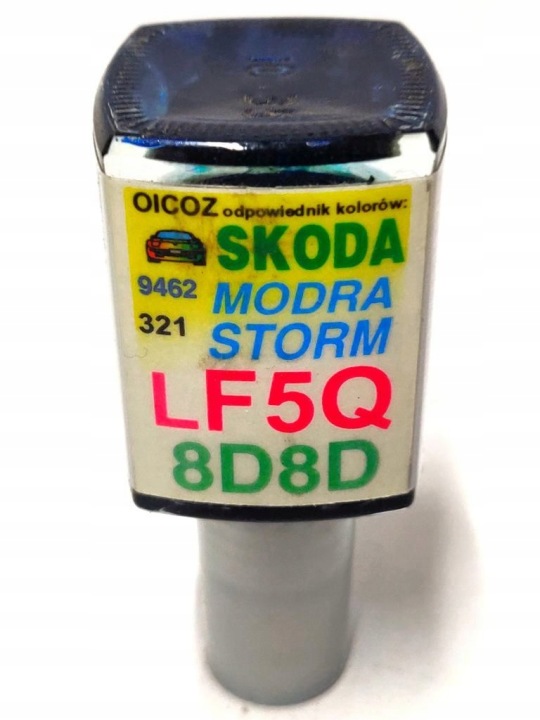 OICOZ odpowiednik kolorów:
SKODA
9462 MODRA
321 STORM
LF5Q
8D8D